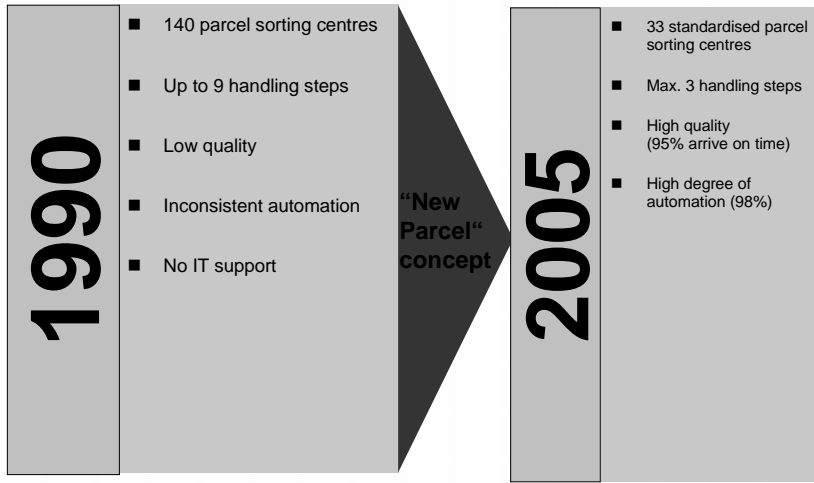 1990
■ 140 parcel sorting centres
■ Up to 9 handling steps
■ Low quality
■ Inconsistent automation
■ No IT support
“New
Parcel“
concept
2005
■ 33 standardised parcel
sorting centres
■ Max. 3 handling steps
■ High quality
(95% arrive on time)
■ High degree of
automation (98%)